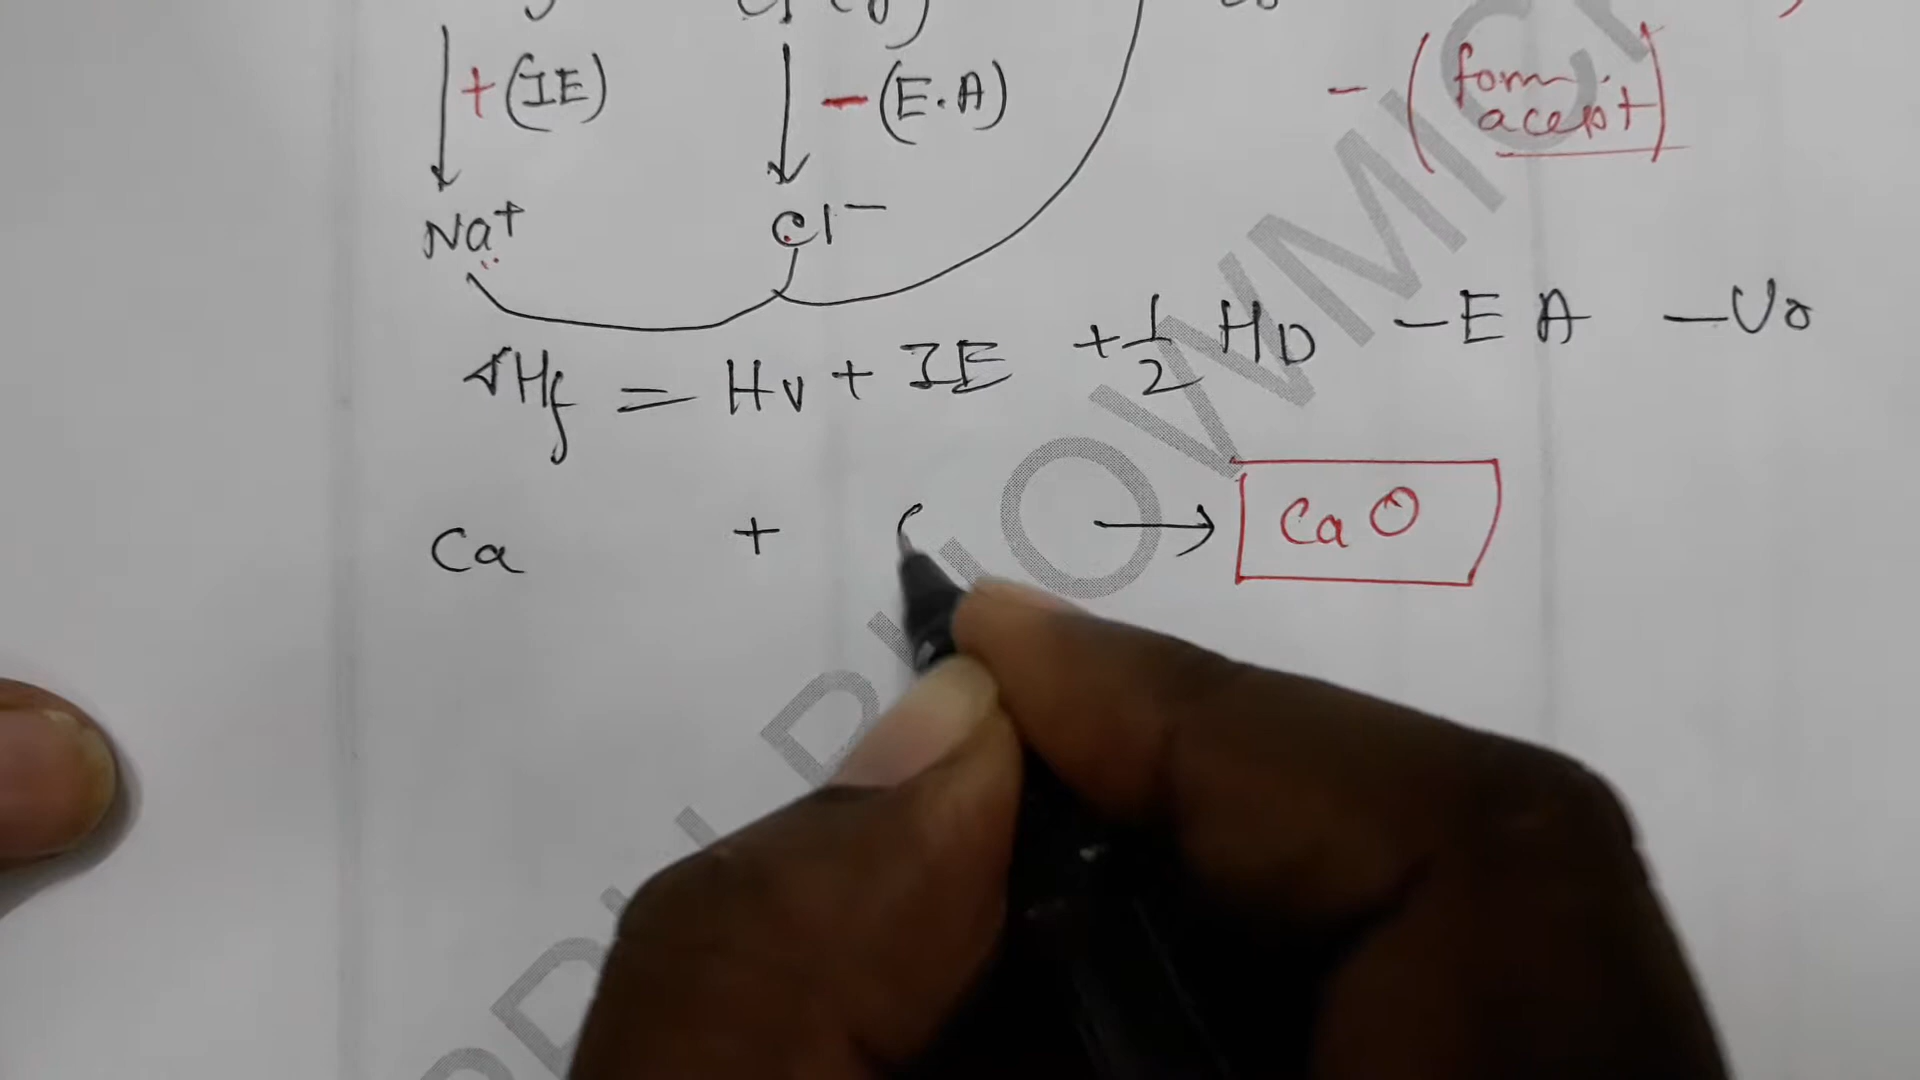 + (IE) - (E.A) - (form. acept)
Na+ Cl-
ΔHf = Hv + IE + 1/2 HD - EA - Uo
Ca + → CaO